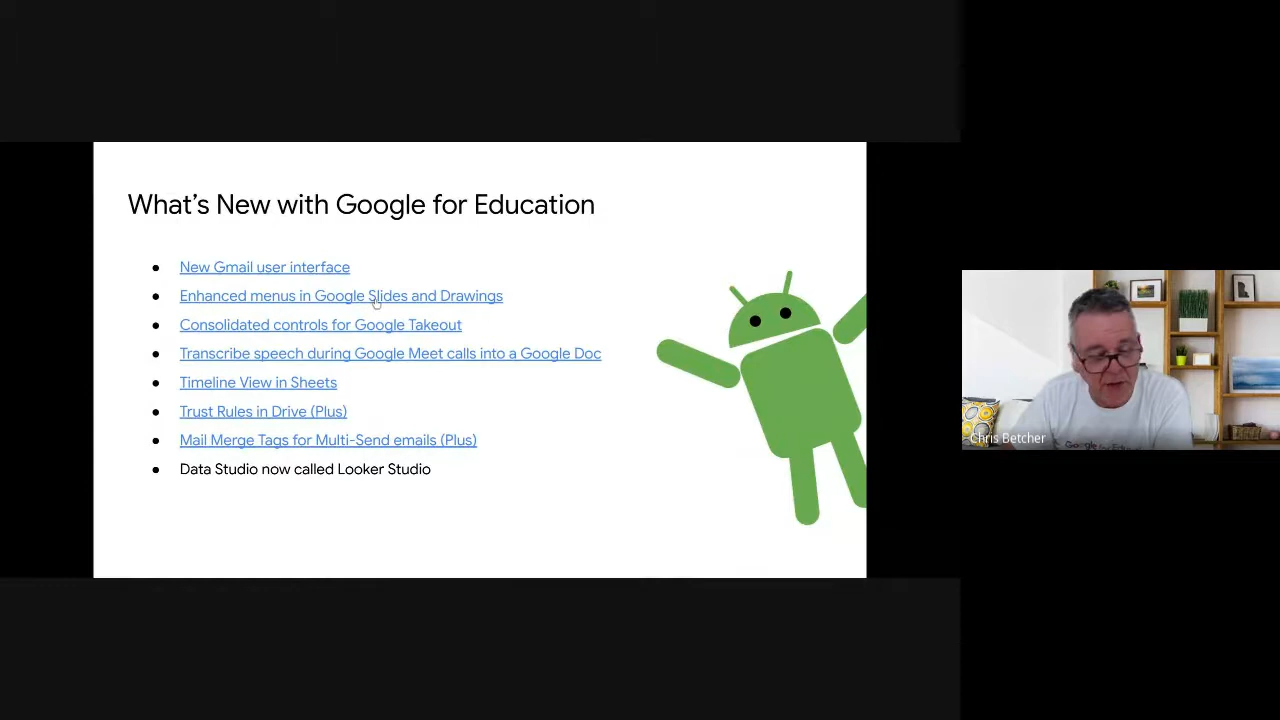 What's New with Google for Education
● New Gmail user interface
● Enhanced menus in Google Slides and Drawings
● Consolidated controls for Google Takeout
● Transcribe speech during Google Meet calls into a Google Doc
● Timeline View in Sheets
● Trust Rules in Drive (Plus)
● Mail Merge Tags for Multi-Send emails (Plus)
● Data Studio now called Looker Studio
Chris Betcher
Google for